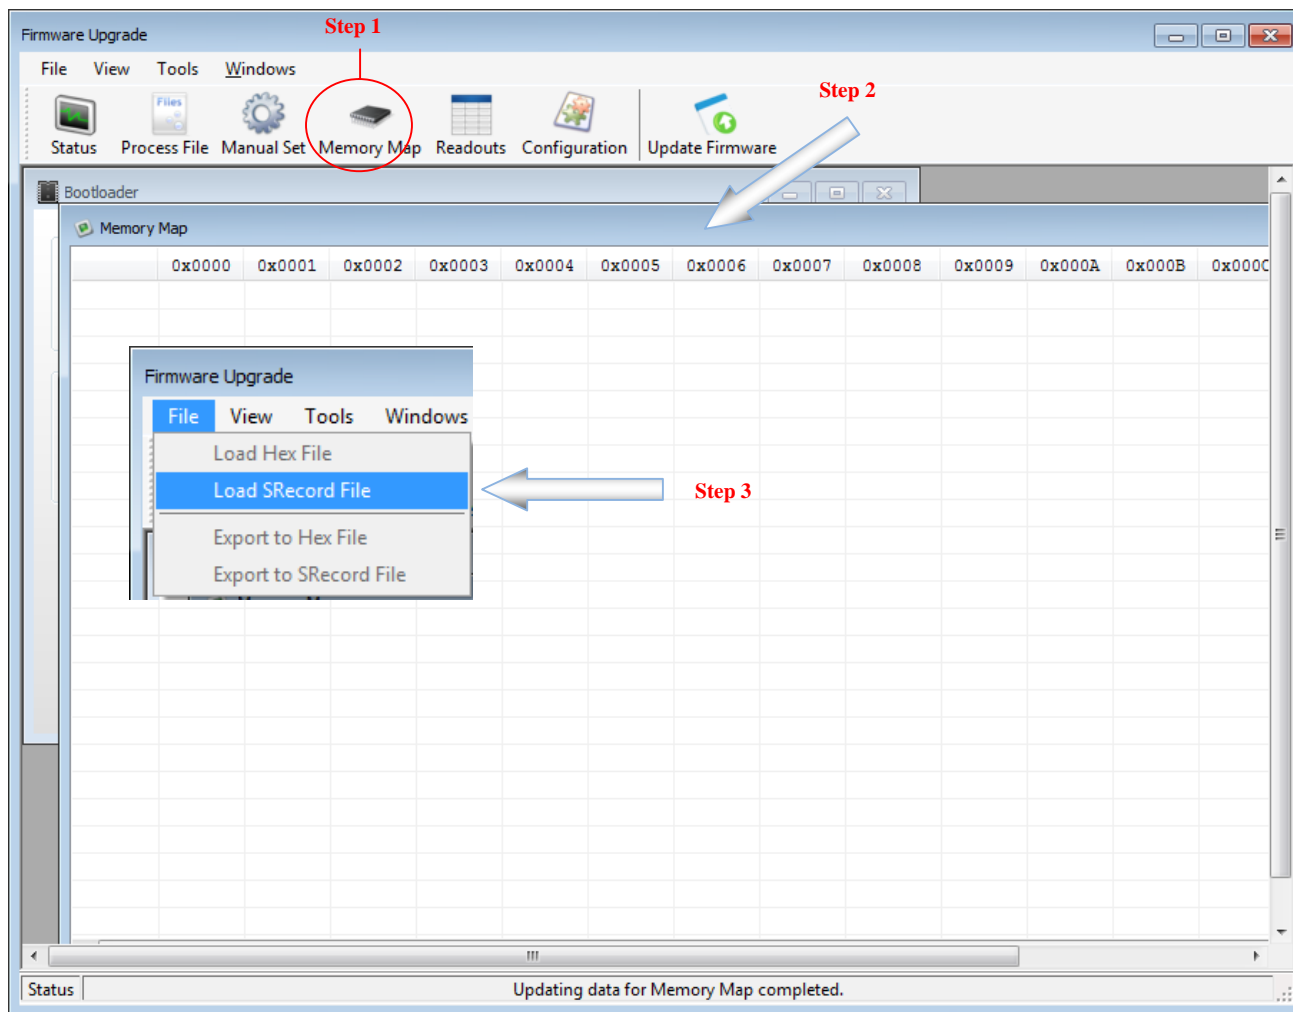 Step 1
Firmware Upgrade
File View Tools Windows
Step 2
Files
Status Process File Manual Set Memory Map Readouts Configuration Update Firmware
Bootloader
Memory Map
0x0000 0x0001 0x0002 0x0003 0x0004 0x0005 0x0006 0x0007 0x0008 0x0009 0x000A 0x000B 0x000C
Firmware Upgrade
File View Tools Windows
Load Hex File
Load SRecord File
Step 3
Export to Hex File
Export to SRecord File
Status Updating data for Memory Map completed.